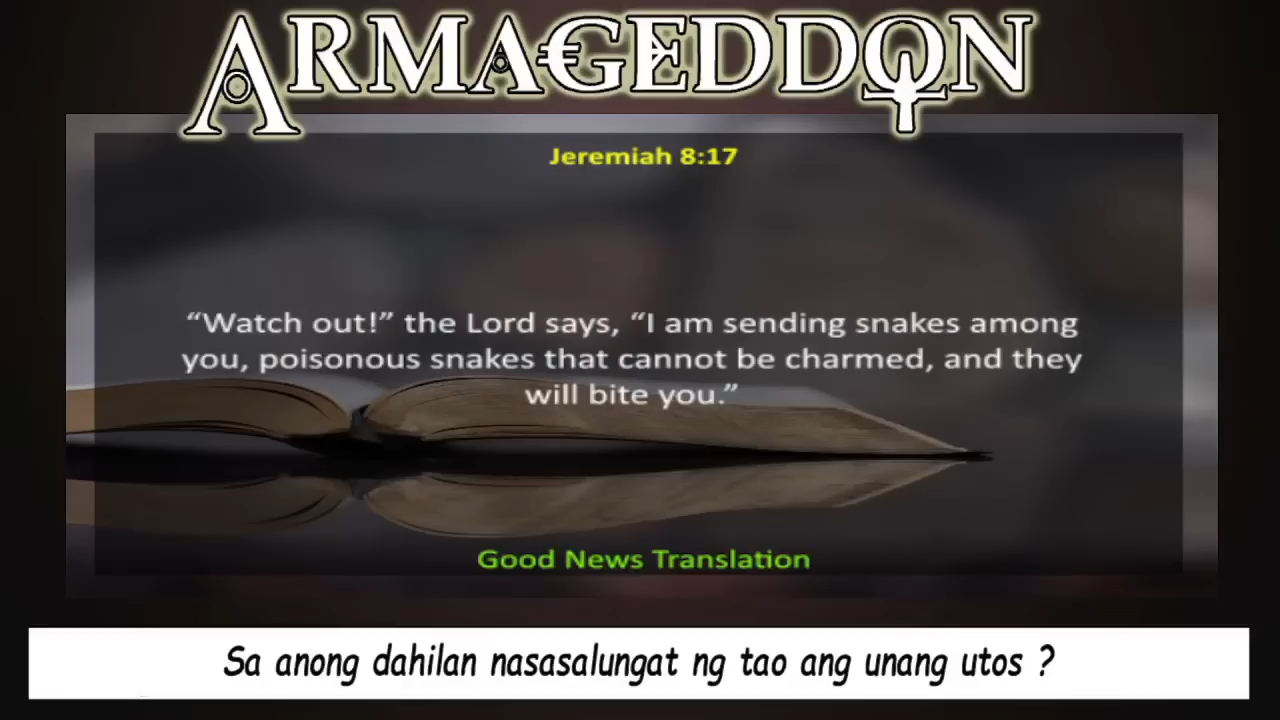 ARMAGEDDON
Jeremiah 8:17
“Watch out!” the Lord says, “I am sending snakes among
you, poisonous snakes that cannot be charmed, and they
will bite you.”
Good News Translation
Sa anong dahilan nasasalungat ng tao ang unang utos ?